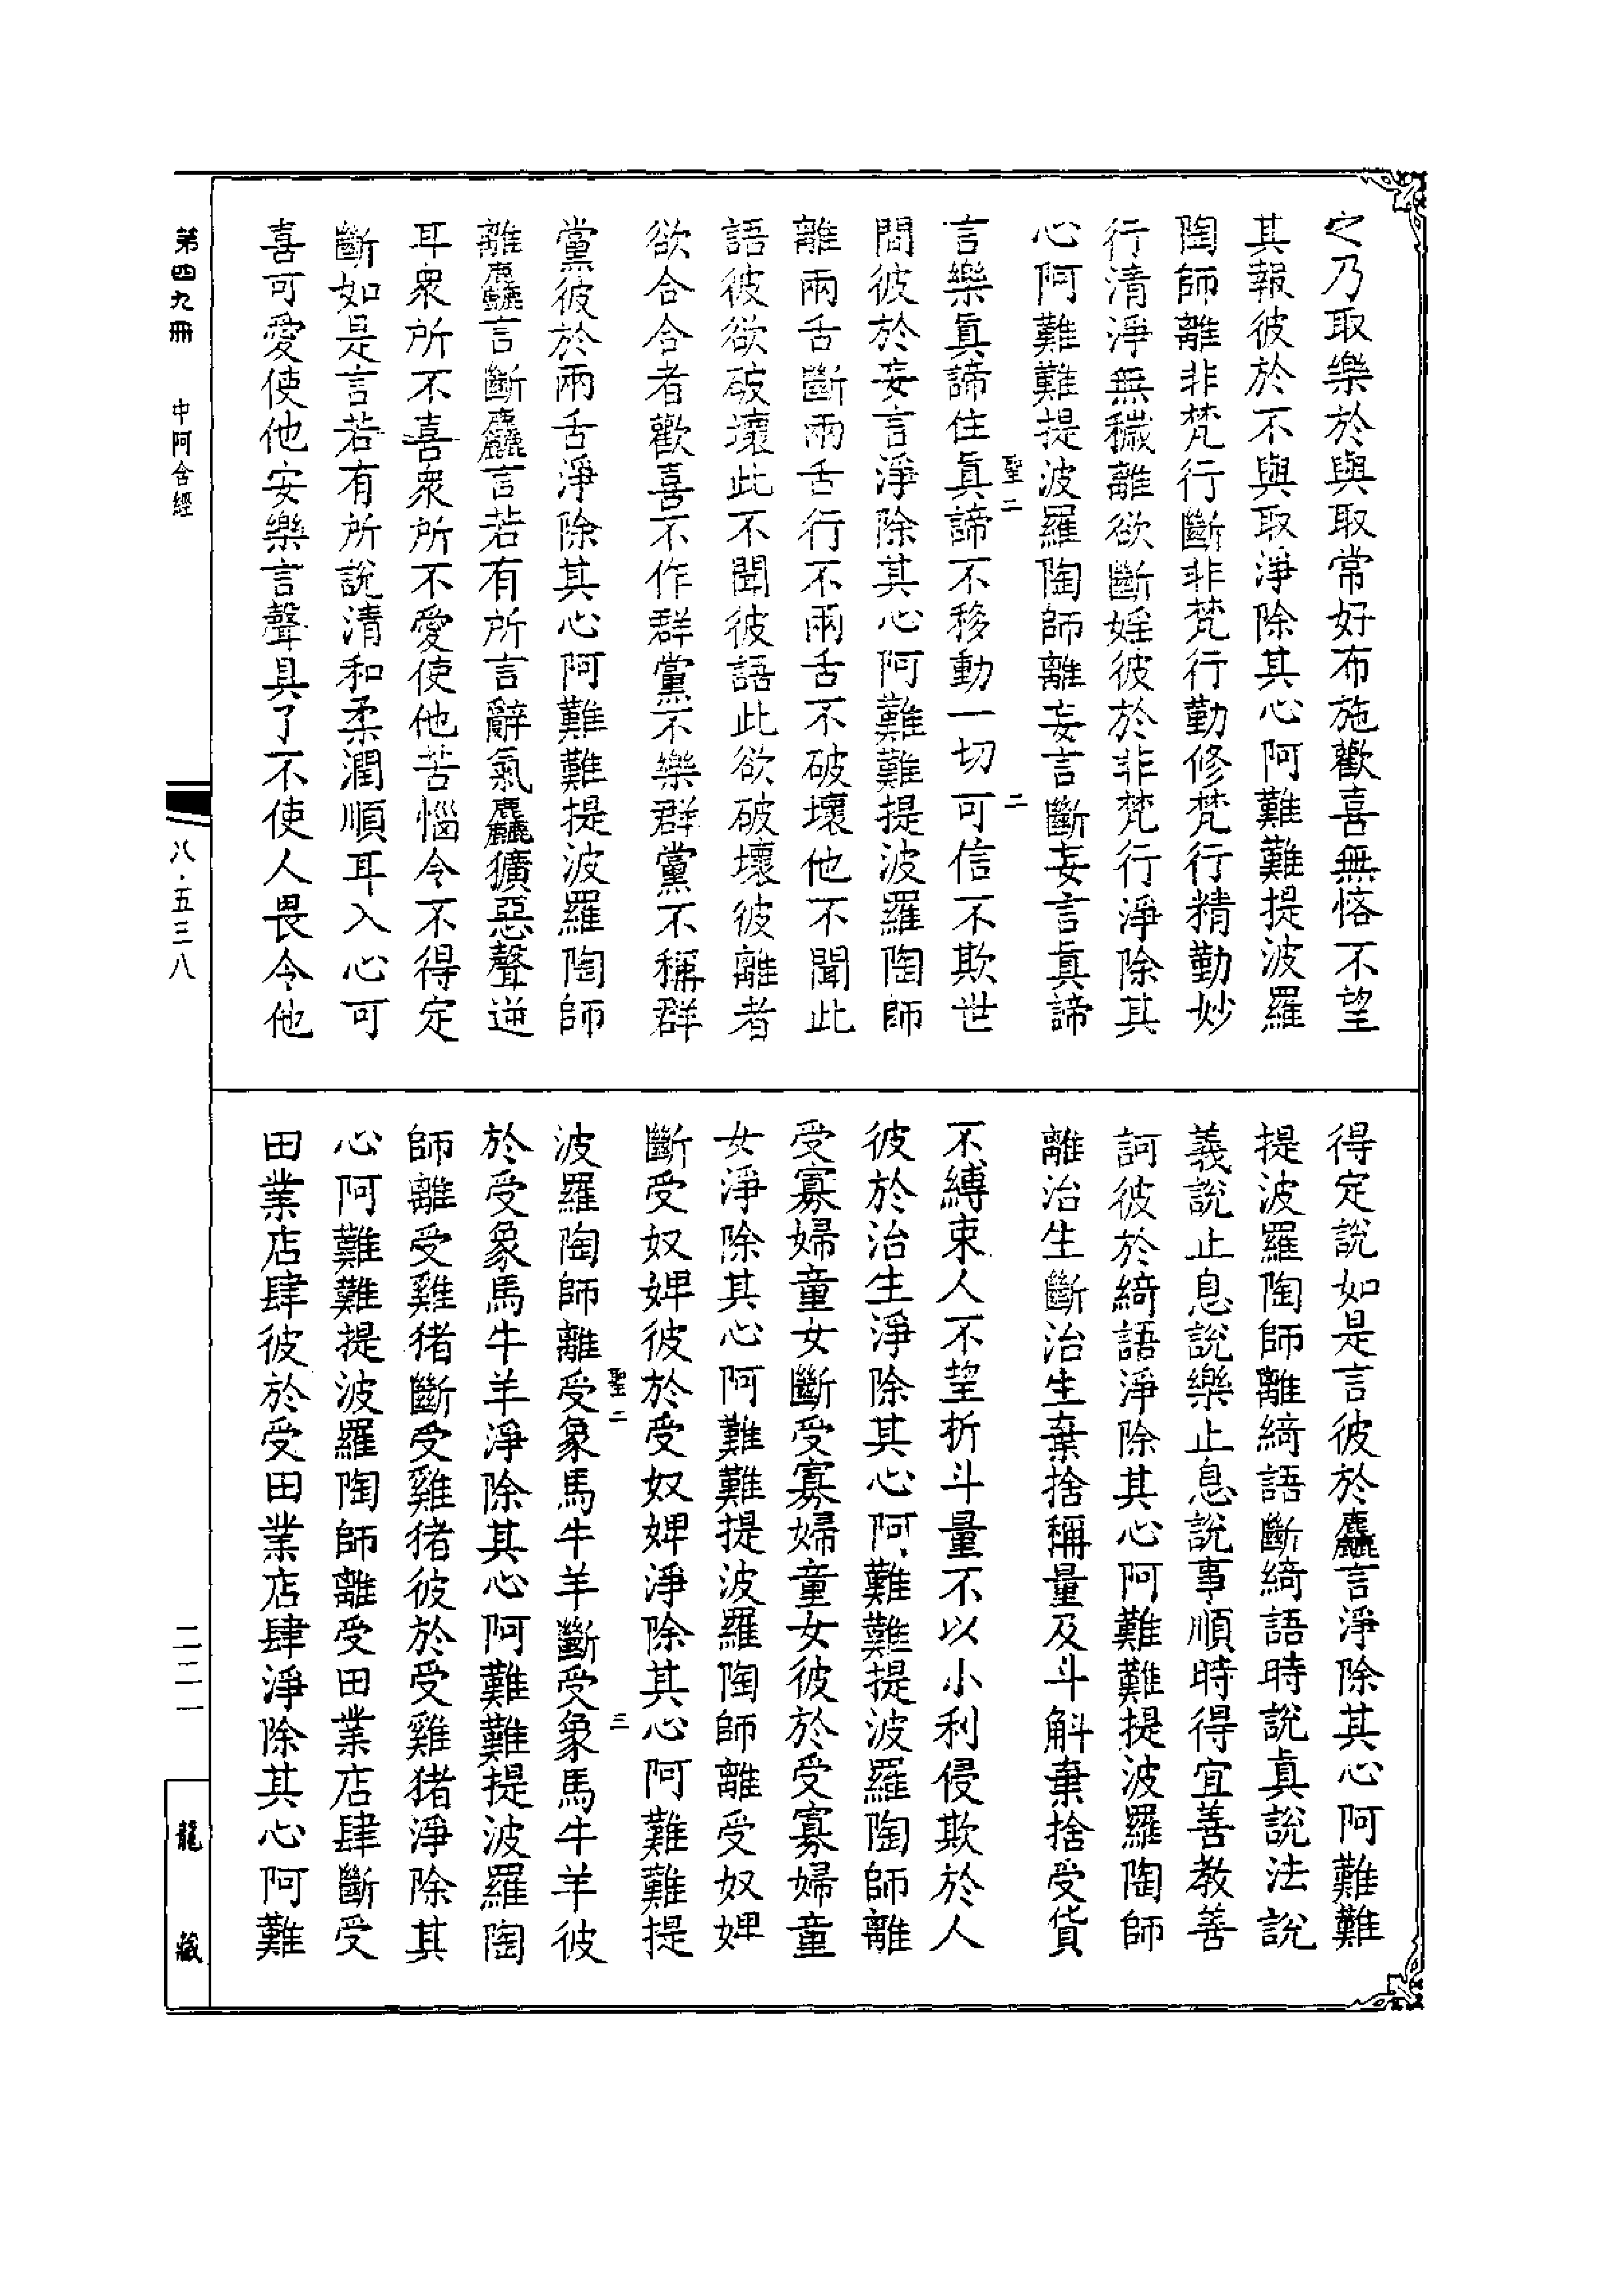 之乃取樂於與取常好布施歡喜無悋不望
其報彼於不與取淨除其心阿難難提波羅
陶師離非梵行斷非梵行勤修梵行精勤妙
行清淨無穢離欲斷婬彼於非梵行淨除其
心阿難難提波羅陶師離妄言斷妄言真諦
聖二
二
言樂真諦住真諦不移動一切可信不欺世
間彼於妄言淨除其心阿難難提波羅陶師
離兩舌斷兩舌行不兩舌不破壞他不聞此
語彼欲破壞此不聞彼語此欲破壞彼離者
欲合合者歡喜不作群黨不樂群黨不稱群
黨彼於兩舌淨除其心阿難難提波羅陶師
離麤言斷麤言若有所言辭氣麤獷惡聲逆
耳衆所不喜衆所不愛使他苦惱令不得定
斷如是言若有所說清和柔潤順耳入心可
喜可愛使他安樂言聲具了不使人畏令他
得定說如是言彼於麤言淨除其心阿難難
提波羅陶師離綺語斷綺語時說真說法說
義說止息說樂止息說事順時得宜善教善
訶彼於綺語淨除其心阿難難提波羅陶師
離治生斷治生棄捨稱量及斗斛棄捨受貨
不縛束人不望折斗量不以小利侵欺於人
彼於治生淨除其心阿難難提波羅陶師離
受寡婦童女斷受寡婦童女彼於受寡婦童
女淨除其心阿難難提波羅陶師離受奴婢
斷受奴婢彼於受奴婢淨除其心阿難難提
聖二
三
波羅陶師離受象馬牛羊斷受象馬牛羊彼
於受象馬牛羊淨除其心阿難難提波羅陶
師離受雞猪斷受雞猪彼於受雞猪淨除其
心阿難難提波羅陶師離受田業店肆斷受
田業店肆彼於受田業店肆淨除其心阿難
第四九冊 中阿含經
八·五三八
二二一
龍藏